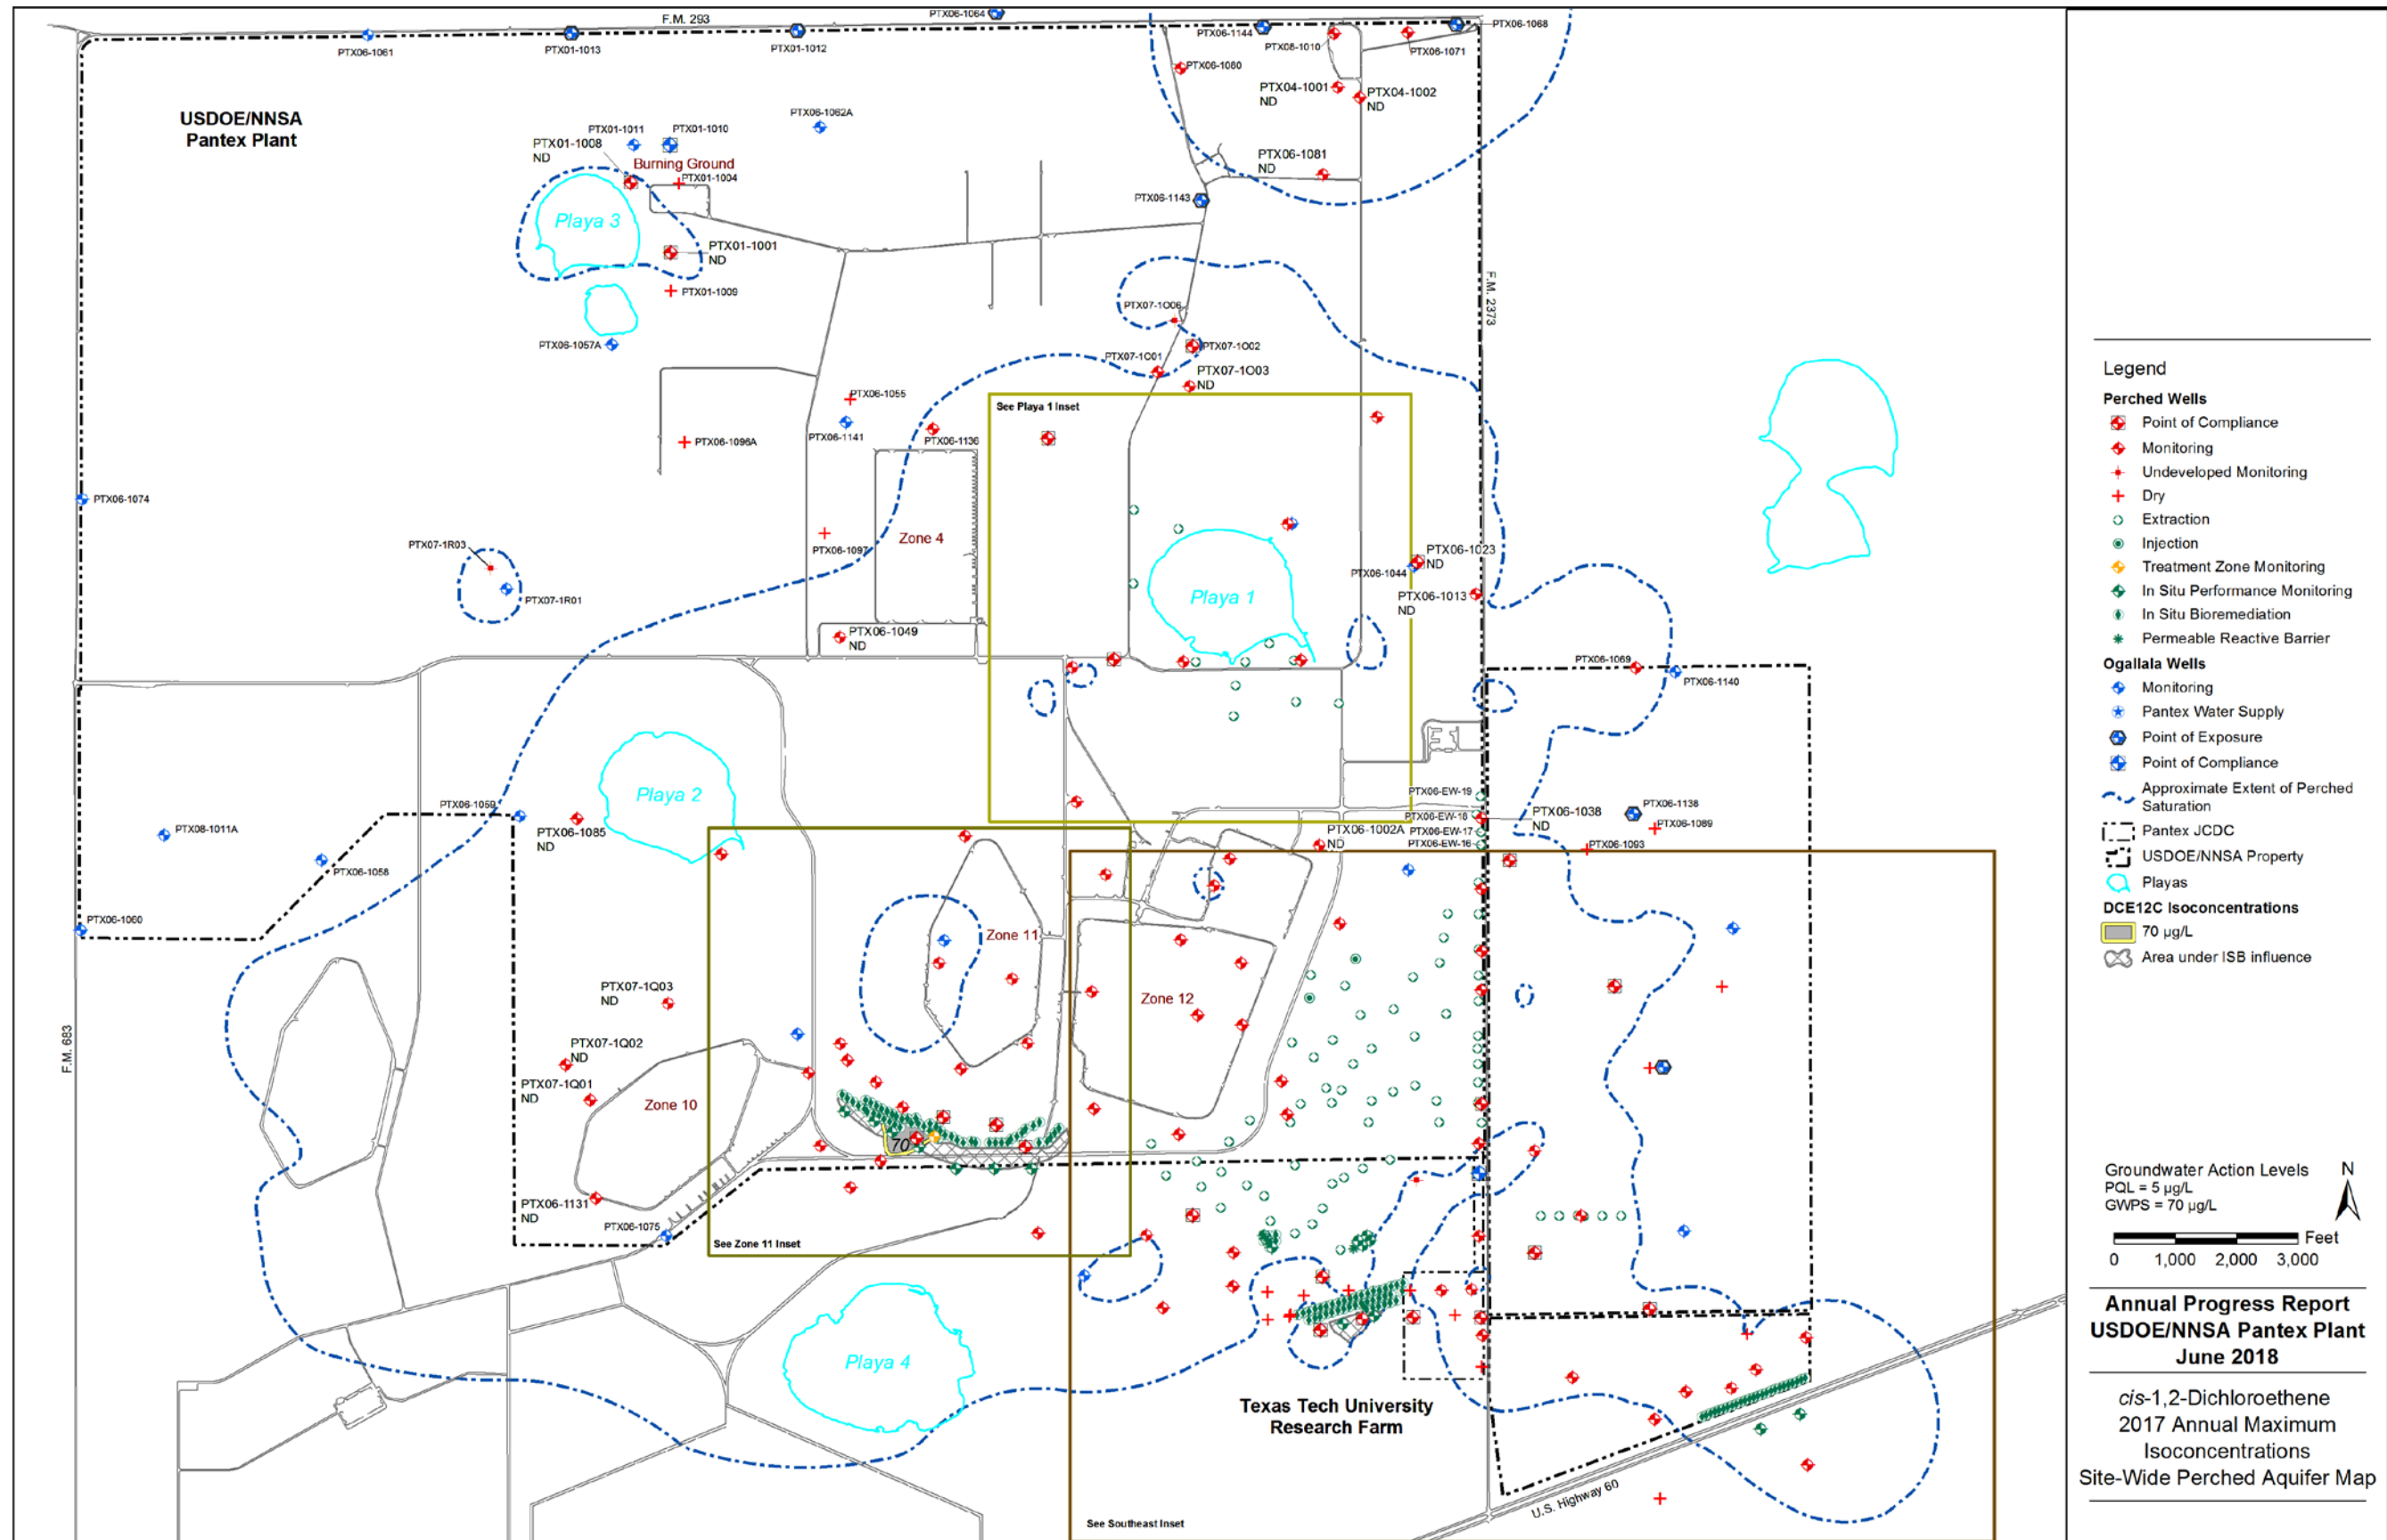 F.M. 293
PTX06-1064
PTX06-1061
PTX01-1013
PTX01-1012
PTX06-1144
PTX08-1010
PTX06-1071
PTX06-1068
PTX06-1080
PTX04-1001
ND
PTX04-1002
ND
USDOE/NNSA
Pantex Plant
PTX06-1062A
PTX01-1011
PTX01-1010
PTX01-1008
ND
Burning Ground
PTX01-1004
PTX06-1081
ND
PTX06-1143
Playa 3
PTX01-1001
ND
PTX01-1009
PTX06-1057A
F.M. 2373
PTX07-1O06
PTX07-1O02
PTX07-1O01
PTX07-1O03
ND
PTX06-1055
PTX06-1141
PTX06-1136
PTX06-1096A
See Playa 1 Inset
PTX06-1074
PTX07-1R03
PTX07-1R01
PTX06-1097
Zone 4
PTX06-1023
ND
PTX06-1044
PTX06-1013
ND
Playa 1
PTX06-1049
ND
PTX06-1069
PTX06-1140
Playa 2
PTX06-1059
PTX08-1011A
PTX06-1058
PTX06-1085
ND
PTX06-1060
PTX06-EW-19
PTX06-EW-18
PTX06-EW-17
PTX06-EW-16
PTX06-1038
ND
PTX06-1002A
ND
PTX06-1138
PTX06-1089
PTX06-1093
Zone 11
Zone 12
PTX07-1Q03
ND
PTX07-1Q02
ND
PTX07-1Q01
ND
Zone 10
F.M. 683
70
PTX06-1131
ND
PTX06-1075
See Zone 11 Inset
Playa 4
Texas Tech University
Research Farm
See Southeast Inset
U.S. Highway 60
Legend
Perched Wells
Point of Compliance
Monitoring
Undeveloped Monitoring
Dry
Extraction
Injection
Treatment Zone Monitoring
In Situ Performance Monitoring
In Situ Bioremediation
Permeable Reactive Barrier
Ogallala Wells
Monitoring
Pantex Water Supply
Point of Exposure
Point of Compliance
Approximate Extent of Perched
Saturation
Pantex JCDC
USDOE/NNSA Property
Playas
DCE12C Isoconcentrations
70 µg/L
Area under ISB influence
Groundwater Action Levels
PQL = 5 µg/L
GWPS = 70 µg/L
N
Feet
0 1,000 2,000 3,000
Annual Progress Report
USDOE/NNSA Pantex Plant
June 2018
cis-1,2-Dichloroethene
2017 Annual Maximum
Isoconcentrations
Site-Wide Perched Aquifer Map